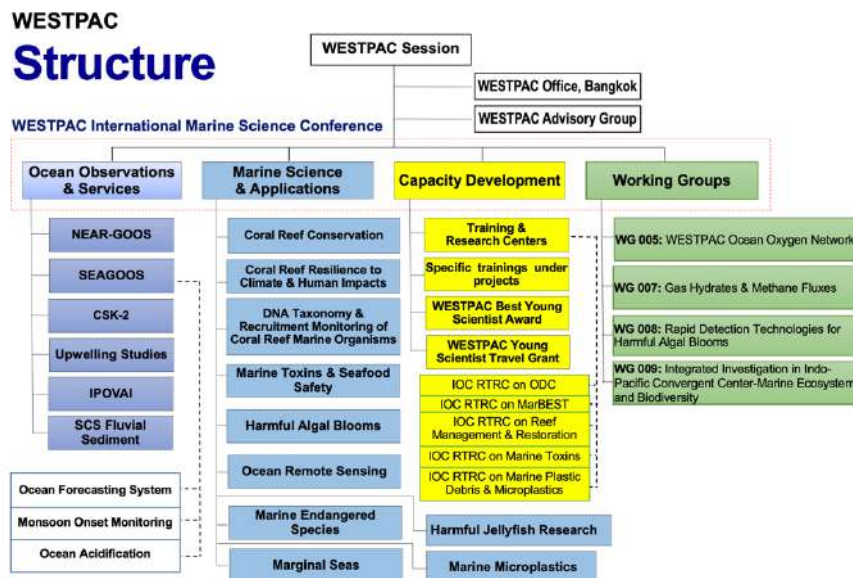 WESTPAC
Structure
WESTPAC Session
WESTPAC Office, Bangkok
WESTPAC Advisory Group
WESTPAC International Marine Science Conference
Ocean Observations
& Services
Marine Science
& Applications
Capacity Development
Working Groups
NEAR-GOOS
SEAGOOS
CSK-2
Upwelling Studies
IPOVAI
SCS Fluvial
Sediment
Ocean Forecasting System
Monsoon Onset Monitoring
Ocean Acidification
Coral Reef Conservation
Coral Reef Resilience to
Climate & Human Impacts
DNA Taxonomy &
Recruitment Monitoring of
Coral Reef Marine Organisms
Marine Toxins & Seafood
Safety
Harmful Algal Blooms
Ocean Remote Sensing
Marine Endangered
Species
Marginal Seas
Harmful Jellyfish Research
Marine Microplastics
Training &
Research Centers
Specific trainings under
projects
WESTPAC Best Young
Scientist Award
WESTPAC Young
Scientist Travel Grant
IOC RTRC on ODC
IOC RTRC on MarBEST
IOC RTRC on Reef
Management & Restoration
IOC RTRC on Marine Toxins
IOC RTRC on Marine Plastic
Debris & Microplastics
WG 005: WESTPAC Ocean Oxygen Network
WG 007: Gas Hydrates & Methane Fluxes
WG 008: Rapid Detection Technologies for
Harmful Algal Blooms
WG 009: Integrated Investigation in Indo-
Pacific Convergent Center-Marine Ecosystem
and Biodiversity